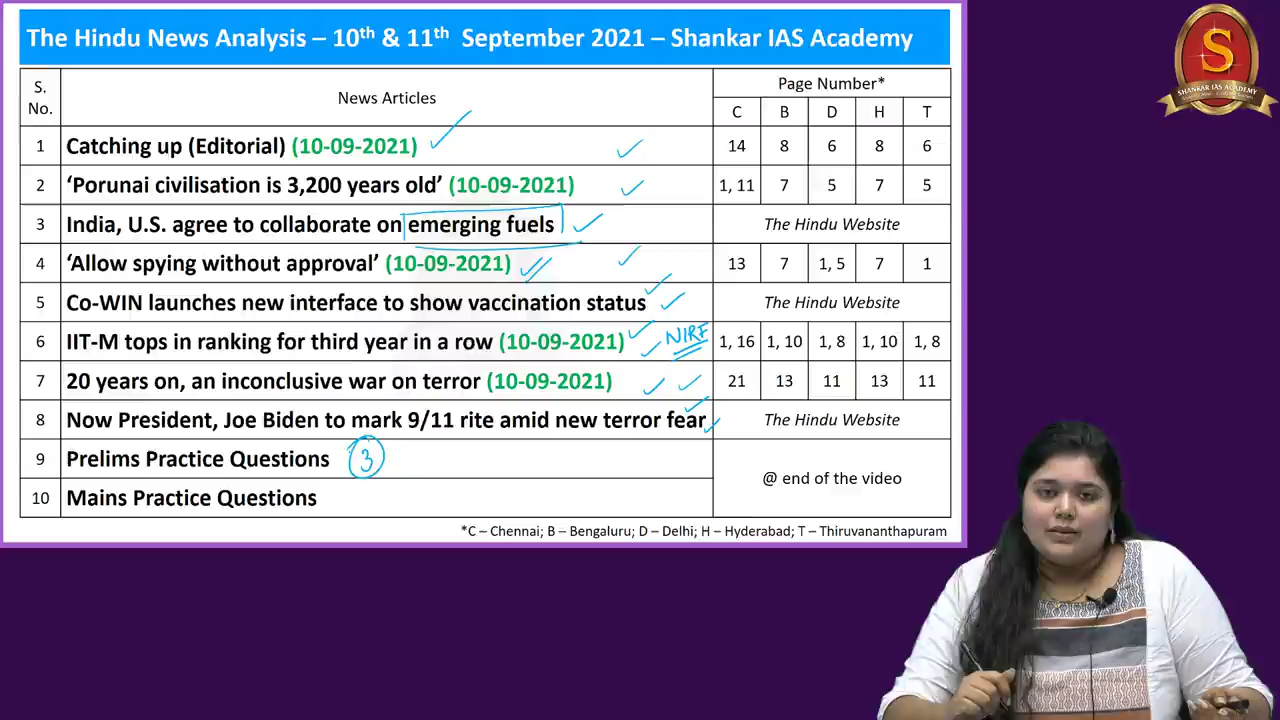 The Hindu News Analysis – 10th & 11th September 2021 – Shankar IAS Academy
S. No. News Articles Page Number*
C B D H T
1 Catching up (Editorial) (10-09-2021) 14 8 6 8 6
2 ‘Porunai civilisation is 3,200 years old’ (10-09-2021) 1, 11 7 5 7 5
3 India, U.S. agree to collaborate on emerging fuels The Hindu Website
4 ‘Allow spying without approval’ (10-09-2021) 13 7 1, 5 7 1
5 Co-WIN launches new interface to show vaccination status The Hindu Website
6 IIT-M tops in ranking for third year in a row (10-09-2021) NIRF 1, 16 1, 10 1, 8 1, 10 1, 8
7 20 years on, an inconclusive war on terror (10-09-2021) 21 13 11 13 11
8 Now President, Joe Biden to mark 9/11 rite amid new terror fear The Hindu Website
9 Prelims Practice Questions 3 @ end of the video
10 Mains Practice Questions
*C – Chennai; B – Bengaluru; D – Delhi; H – Hyderabad; T – Thiruvananthapuram
S
SHANKAR IAS ACADEMY